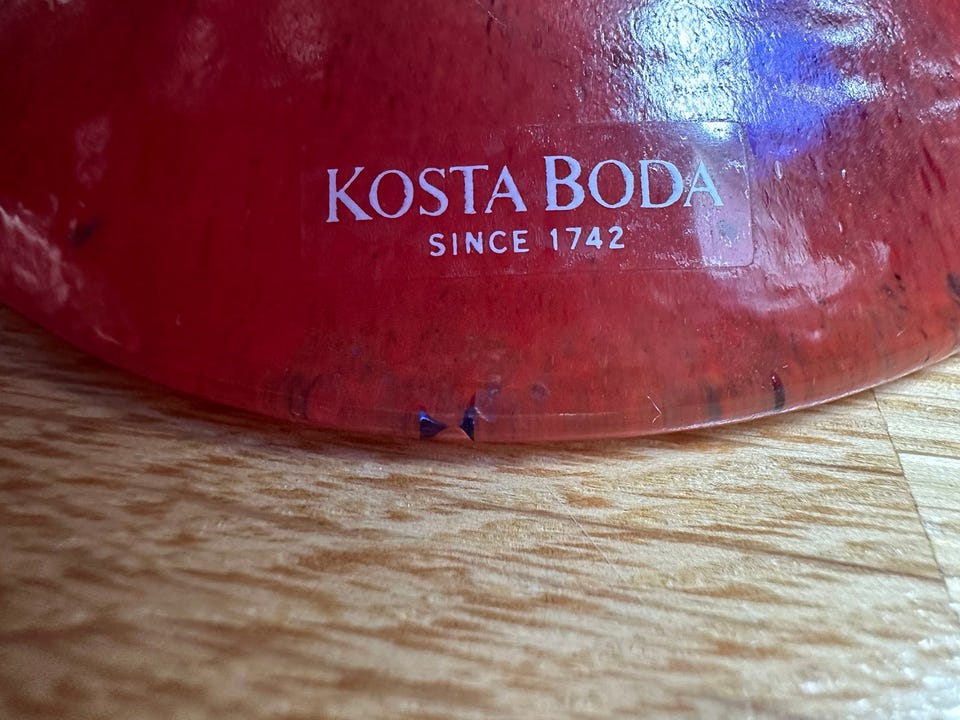 KOSTA BODA
SINCE 1742